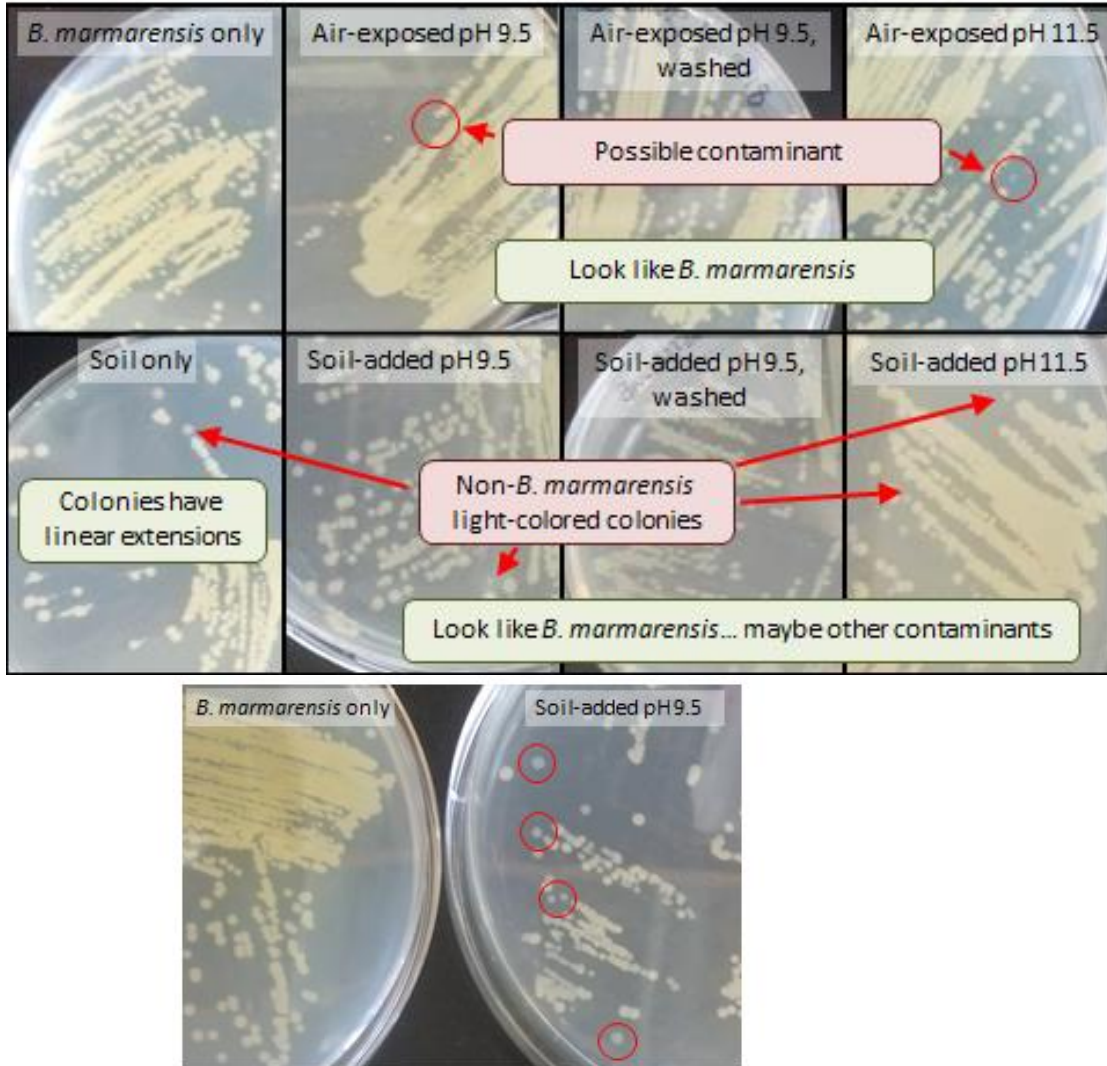 B. marmarensis only
Air-exposed pH 9.5
Air-exposed pH 9.5,
washed
Air-exposed pH 11.5
Possible contaminant
Look like B. marmarensis
Soil only
Soil-added pH 9.5
Soil-added pH 9.5,
washed
Soil-added pH 11.5
Colonies have
linear extensions
Non-B. marmarensis
light-colored colonies
Look like B. marmarensis... maybe other contaminants
B. marmarensis only
Soil-added pH 9.5